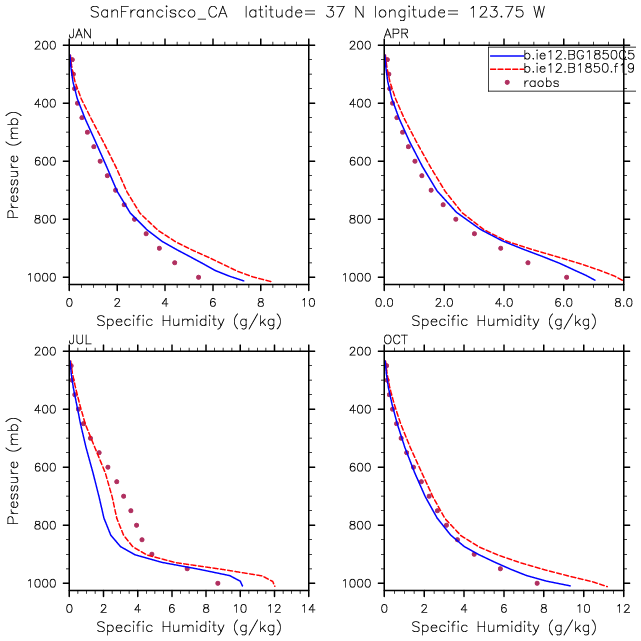 SanFrancisco_CA latitude= 37 N longitude= 123.75 W
JAN
200
400
600
800
1000
Pressure (mb)
0 2 4 6 8 10
Specific Humidity (g/kg)
APR
b.ie12.BG1850C5
b.ie12.B1850.f19
raobs
200
400
600
800
1000
0.0 2.0 4.0 6.0 8.0
Specific Humidity (g/kg)
JUL
200
400
600
800
1000
Pressure (mb)
0 2 4 6 8 10 12 14
Specific Humidity (g/kg)
OCT
200
400
600
800
1000
0 2 4 6 8 10 12
Specific Humidity (g/kg)